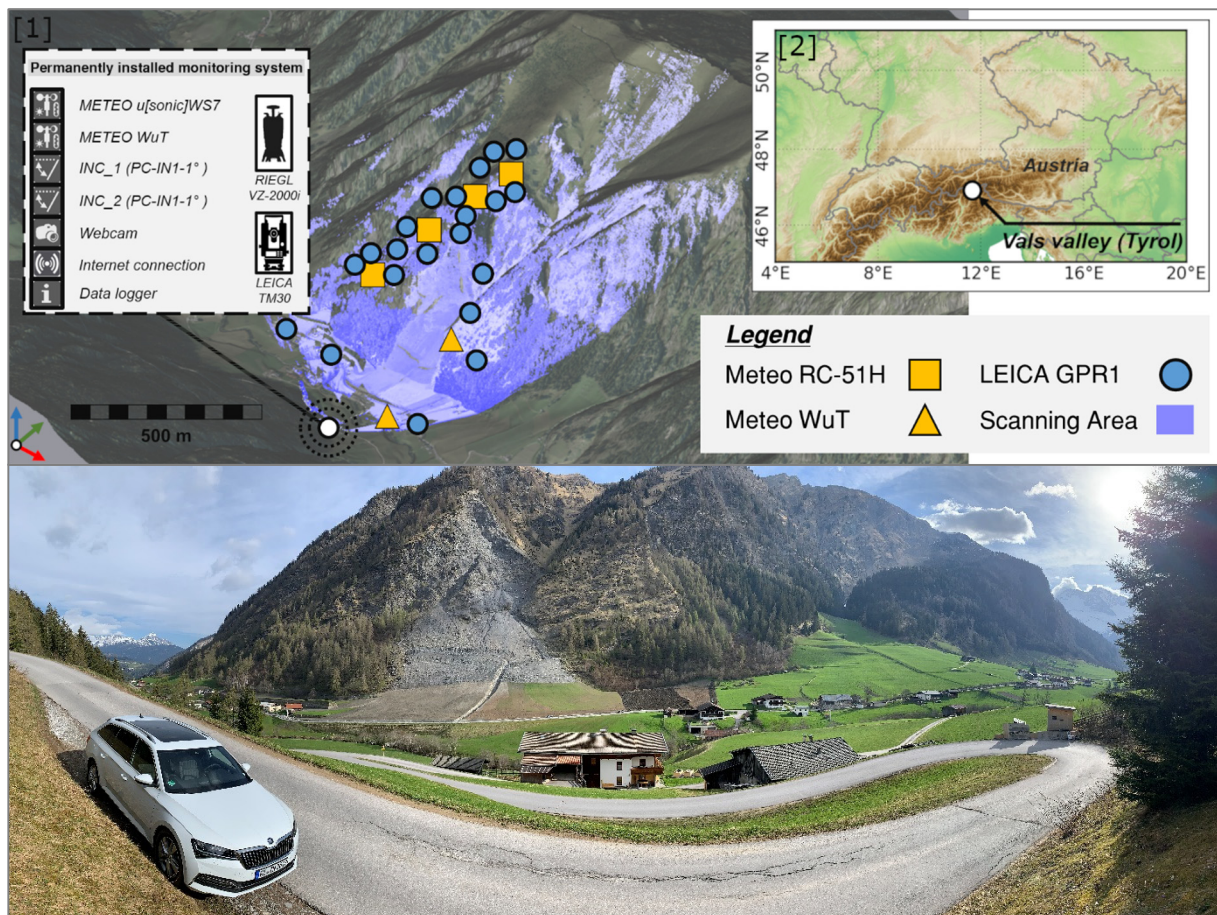 [1]
Permanently installed monitoring system
METEO u[sonic]WS7
METEO WuT
INC_1 (PC-IN1-1° )
INC_2 (PC-IN1-1° )
Webcam
Internet connection
Data logger
RIEGL
VZ-2000i
LEICA
TM30
500 m
[2]
50°N
48°N
46°N
4°E
8°E
12°E
16°E
20°E
Austria
Vals valley (Tyrol)
Legend
Meteo RC-51H
LEICA GPR1
Meteo WuT
Scanning Area